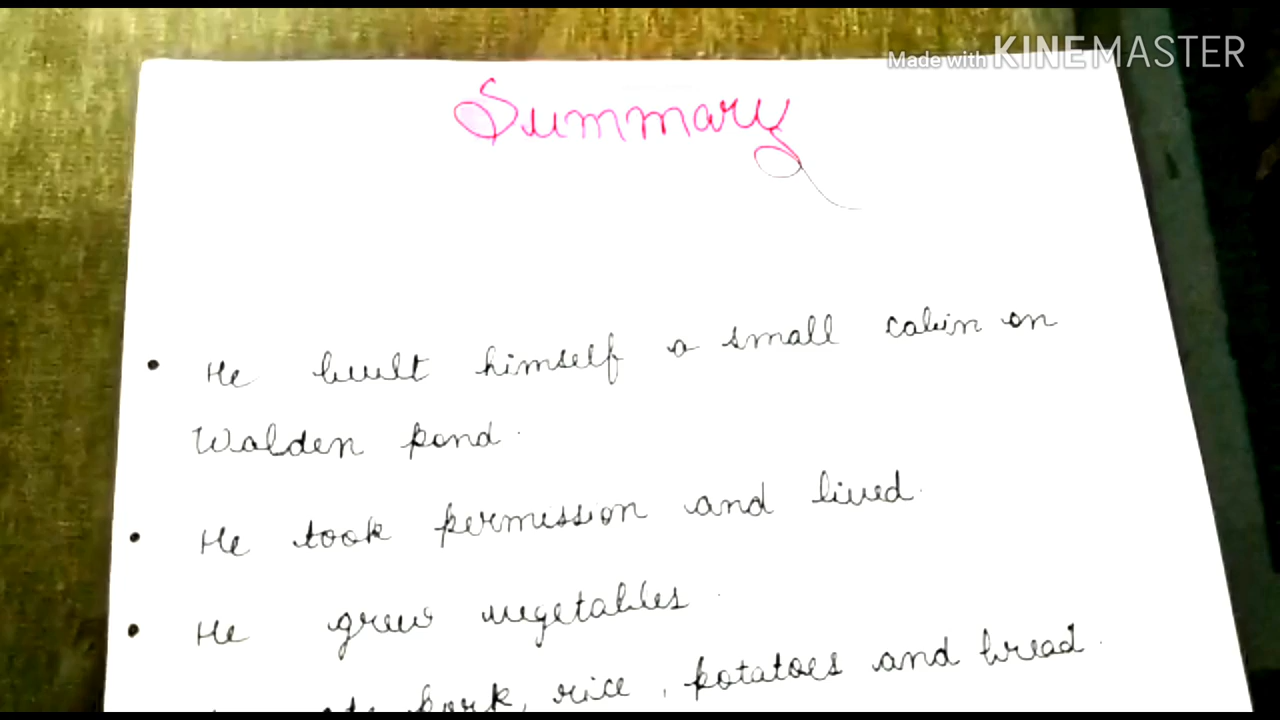 Made with KINEMASTER
Summary
• He built himself a small cabin on
Walden pond.
• He took permission and lived.
• He grew vegetables.
pork, rice, potatoes and bread.